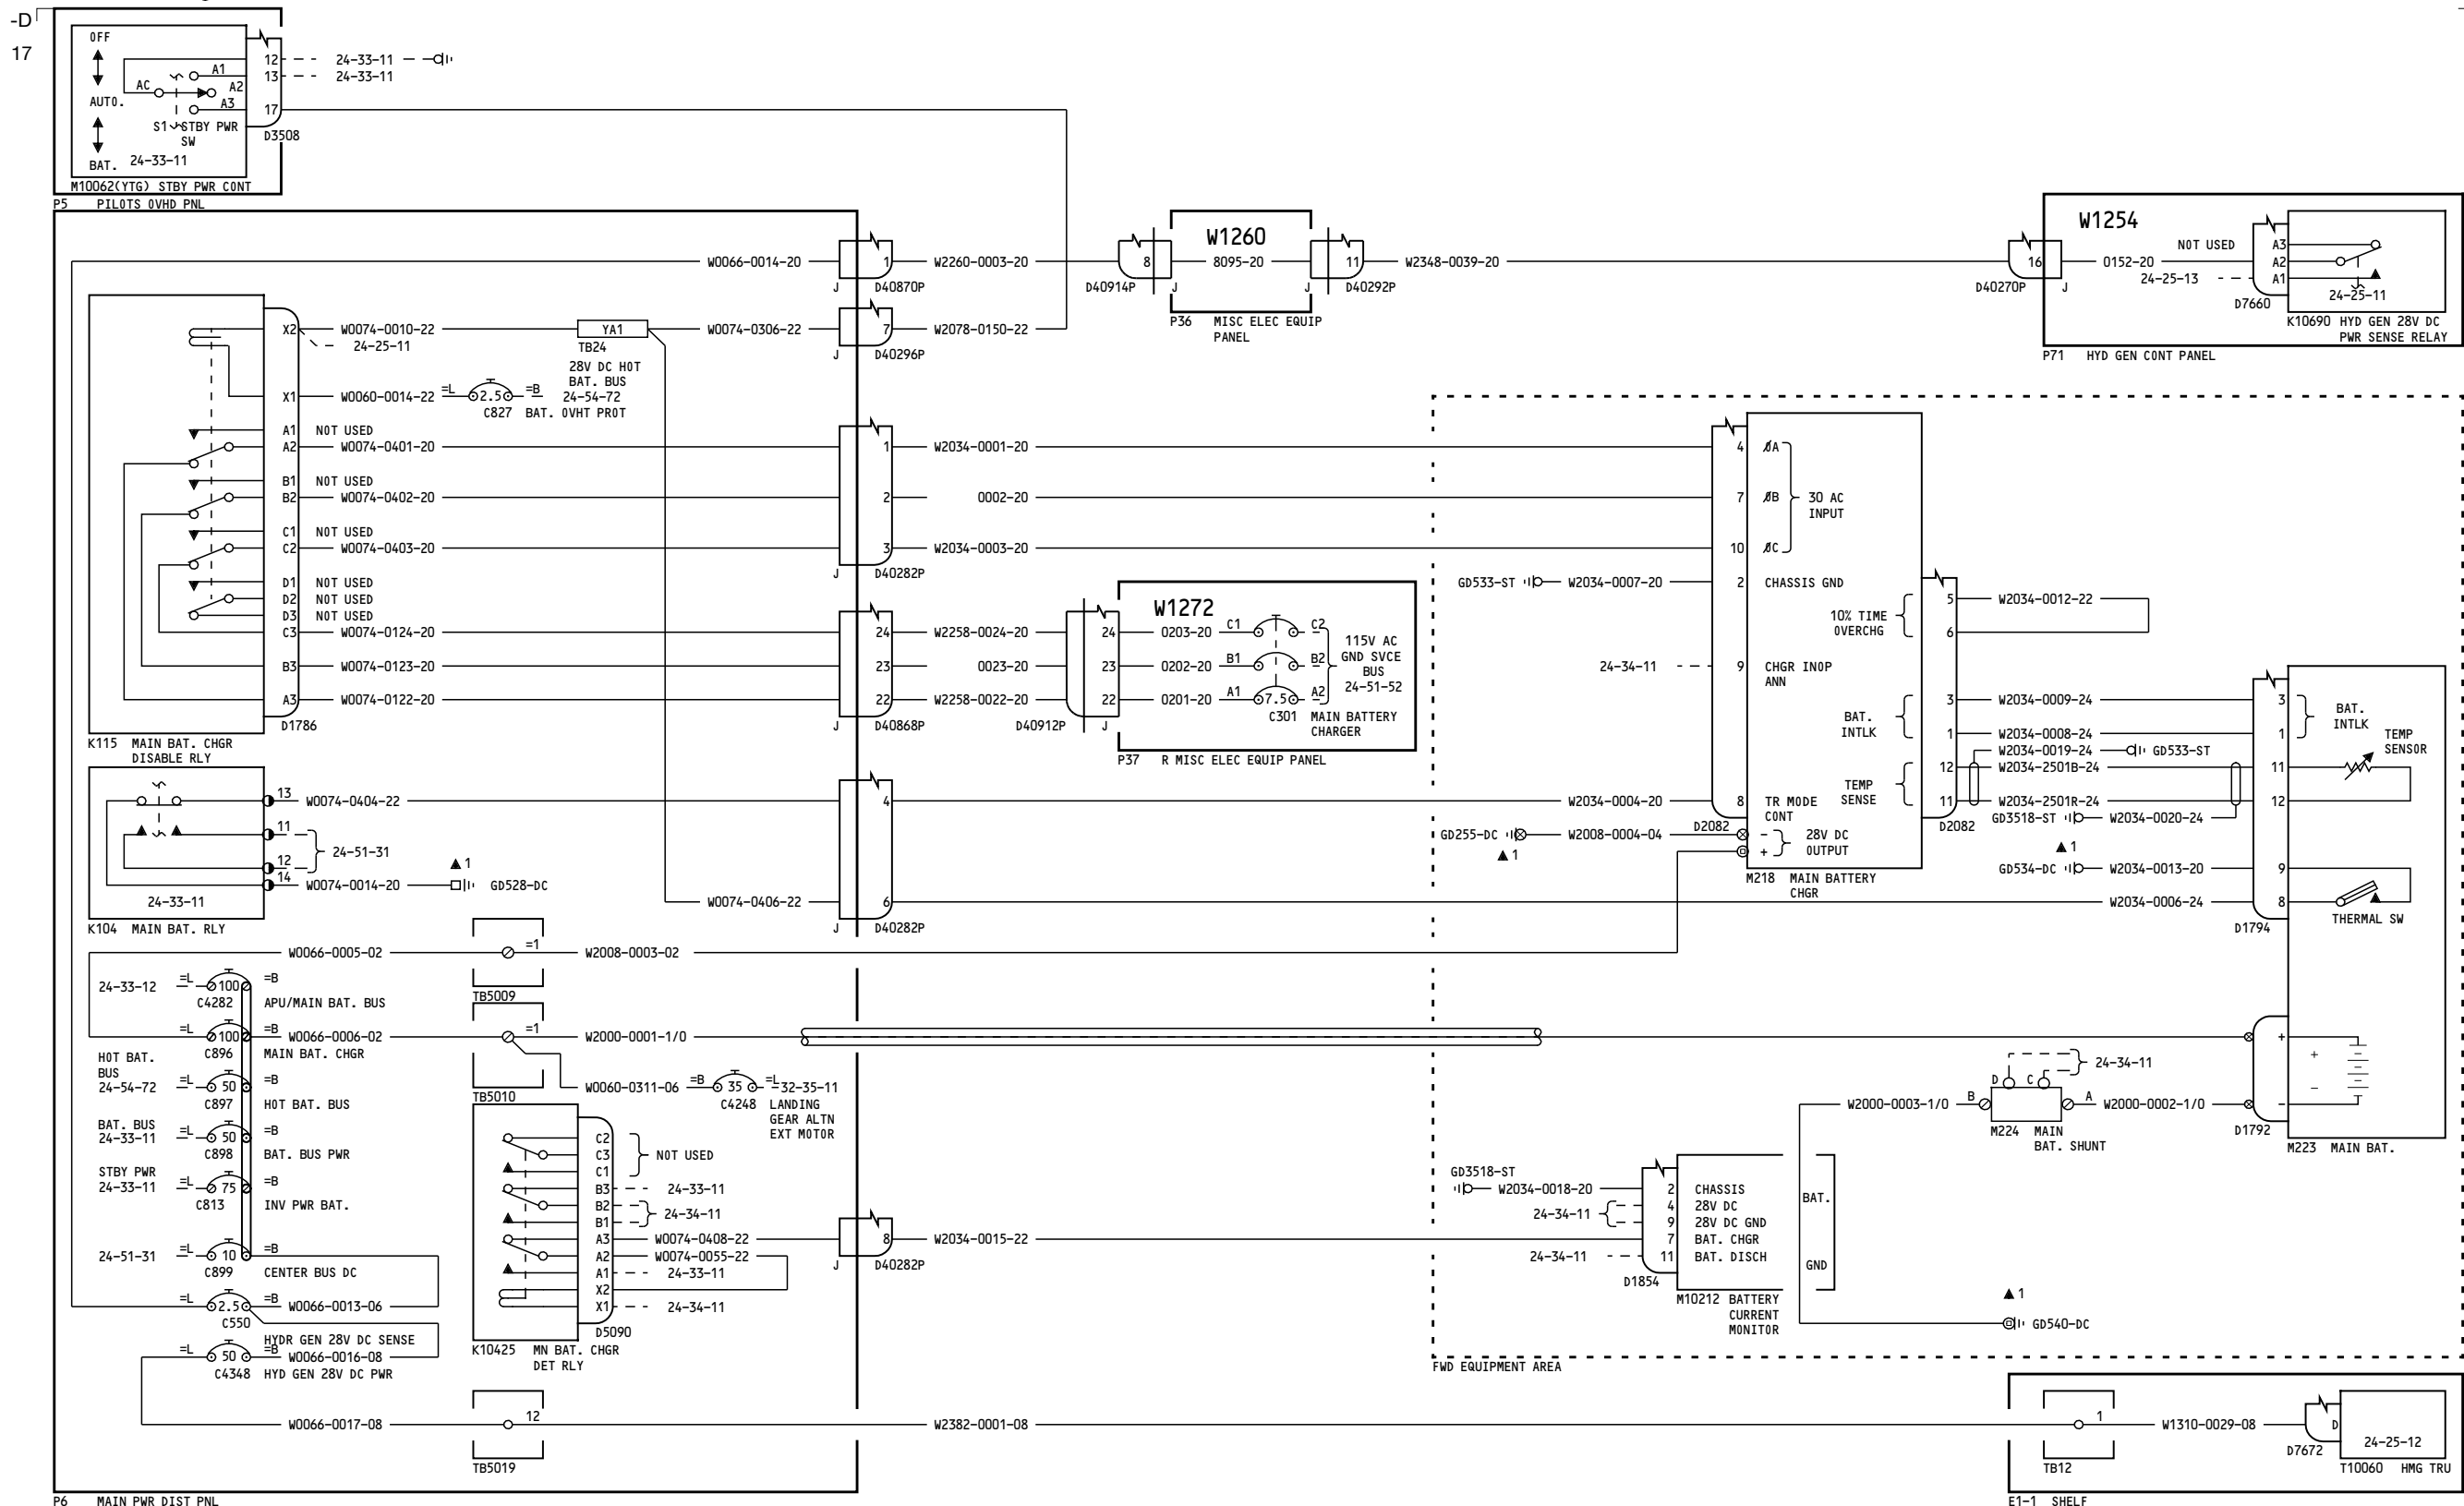 -D
17
OFF
AUTO.
BAT.
AC
A1
A2
A3
S1 STBY PWR
SW
24-33-11
12
13
17
D3508
24-33-11
24-33-11
M10062(YTG) STBY PWR CONT
P5 PILOTS OVHD PNL
W0066-0014-20
1
W2260-0003-20
J D40870P
8
D40914P
W1260
8095-20
J J
11
D40292P
P36 MISC ELEC EQUIP
PANEL
W2348-0039-20
16
D40270P J
W1254
0152-20
NOT USED
24-25-13
A3
A2
A1
D7660
24-25-11
K10690 HYD GEN 28V DC
PWR SENSE RELAY
P71 HYD GEN CONT PANEL
X2
W0074-0010-22
24-25-11
YA1
TB24
28V DC HOT
BAT. BUS
24-54-72
W0074-0306-22
7
W2078-0150-22
J D40296P
X1
W0060-0014-22
=L
2.5
=B
C827 BAT. OVHT PROT
A1 NOT USED
A2 W0074-0401-20
1 W2034-0001-20
B1 NOT USED
B2 W0074-0402-20
2 0002-20
C1 NOT USED
C2 W0074-0403-20
3 W2034-0003-20
J D40282P
D1 NOT USED
D2 NOT USED
D3 NOT USED
C3 W0074-0124-20
24 W2258-0024-20
B3 W0074-0123-20
23 0023-20
A3 W0074-0122-20
22 W2258-0022-20
D1786
J D40868P
K115 MAIN BAT. CHGR
DISABLE RLY
W1272
24 0203-20 C1 C2
23 0202-20 B1 B2
22 0201-20 A1 7.5 A2
115V AC
GND SVCE
BUS
24-51-52
C301 MAIN BATTERY
CHARGER
D40912P J
P37 R MISC ELEC EQUIP PANEL
4 ØA
7 ØB
10 ØC
30 AC
INPUT
GD533-ST W2034-0007-20
2 CHASSIS GND
24-34-11
9 CHGR INOP
ANN
W2034-0004-20
8 TR MODE
CONT
D2082
GD255-DC W2008-0004-04
▲ 1
-
+
28V DC
OUTPUT
M218 MAIN BATTERY
CHGR
10% TIME
OVERCHG
5
6
W2034-0012-22
BAT.
INTLK
3
1
TEMP
SENSE
12
11
D2082
W2034-0009-24
W2034-0008-24
W2034-0019-24 GD533-ST
W2034-2501B-24
W2034-2501R-24
GD3518-ST W2034-0020-24
▲ 1
GD534-DC W2034-0013-20
W2034-0006-24
3
1
11
12
9
8
D1794
BAT.
INTLK
TEMP
SENSOR
THERMAL SW
+
-
+
-
D1792
M223 MAIN BAT.
13 W0074-0404-22
4
11
12
24-51-31
14 W0074-0014-20
▲ 1
GD528-DC
24-33-11
K104 MAIN BAT. RLY
W0074-0406-22
6
J D40282P
W0066-0005-02
=1
W2008-0003-02
TB5009
24-33-12
=L 100 =B
C4282 APU/MAIN BAT. BUS
=L 100 =B
W0066-0006-02
C896 MAIN BAT. CHGR
=1
W2000-0001-1/0
TB5010
HOT BAT.
BUS
24-54-72
=L 50 =B
C897 HOT BAT. BUS
W0060-0311-06 =B 35 =L 32-35-11
C4248 LANDING
GEAR ALTN
EXT MOTOR
BAT. BUS
24-33-11
=L 50 =B
C898 BAT. BUS PWR
STBY PWR
24-33-11
=L 75 =B
C813 INV PWR BAT.
24-51-31
=L 10 =B
C899 CENTER BUS DC
=L 2.5 =B W0066-0013-06
C550
HYDR GEN 28V DC SENSE
=L 50 =B W0066-0016-08
C4348 HYD GEN 28V DC PWR
C2
C3
C1
NOT USED
B3 24-33-11
B2
B1
24-34-11
A3 W0074-0408-22
A2 W0074-0055-22
A1 24-33-11
X2
X1 24-34-11
D5090
K10425 MN BAT. CHGR
DET RLY
8 W2034-0015-22
J D40282P
GD3518-ST
W2034-0018-20
24-34-11
24-34-11
2 CHASSIS
4 28V DC
9 28V DC GND
7 BAT. CHGR
11 BAT. DISCH
D1854
M10212 BATTERY
CURRENT
MONITOR
BAT.
GND
W2000-0003-1/0 B
D C
24-34-11
A W2000-0002-1/0
M224 MAIN
BAT. SHUNT
▲ 1
GD540-DC
FWD EQUIPMENT AREA
W0066-0017-08
12
TB5019
W2382-0001-08
1
TB12
W1310-0029-08
D
D7672
24-25-12
T10060 HMG TRU
P6 MAIN PWR DIST PNL
E1-1 SHELF